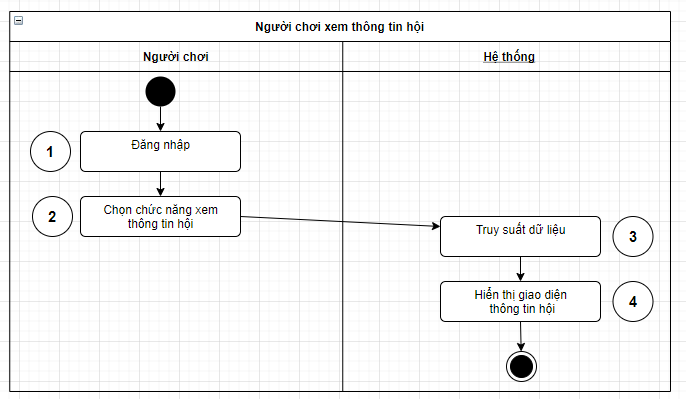 Người chơi xem thông tin hội
Người chơi
Hệ thống
1
Đăng nhập
2
Chọn chức năng xem
thông tin hội
Truy suất dữ liệu
3
Hiển thị giao diện
thông tin hội
4